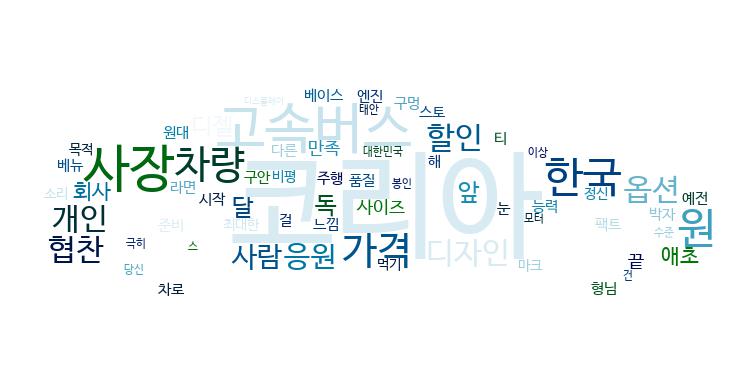 디스플레이
베이스 엔진 구멍
태안
고속버스 스토
디젤 할인 티
원대
목적 다른 만족 대한민국 이상
사장 차량 해 한국
베뉴 코리아
구안 비평 주행 품질 봉인 앞 정신 옵션
소리 회사 라면 시작 예전
개인 달 독 사이즈 눈 능력 박자
준비 최대한 걸 느낌 모터 팩트 원 수준
협찬 극히 스 사람 응원 가격 디자인 애초
당신 먹기 마크 끝
건
차로 형님